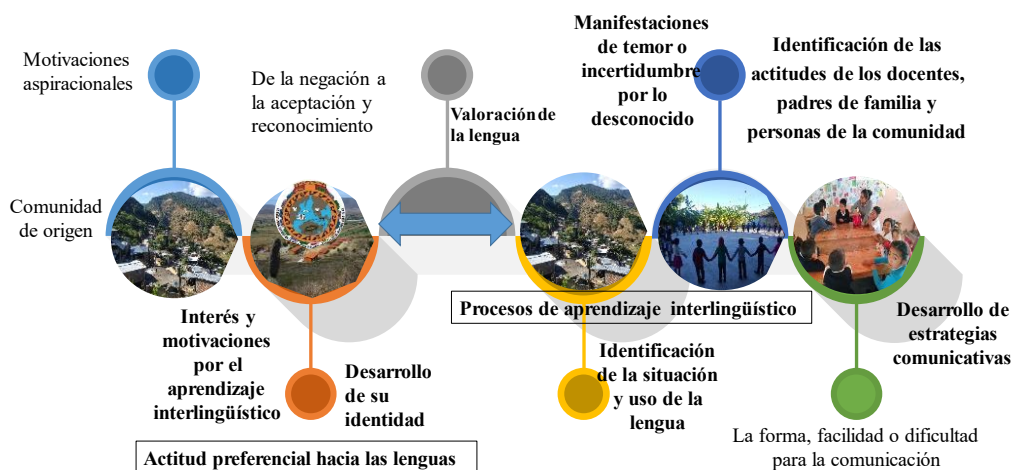 Motivaciones
aspiracionales
De la negación a
la aceptación y
reconocimiento
Valoración de
la lengua
Manifestaciones
de temor o
incertidumbre
por lo
desconocido
Identificación de las
actitudes de los docentes,
padres de familia y
personas de la comunidad
Comunidad
de origen
Interés y
motivaciones
por el
aprendizaje
interlingüístico
Desarrollo
de su
identidad
Actitud preferencial hacia las lenguas
Procesos de aprendizaje interlingüístico
Identificación
de la situación
y uso de la
lengua
Desarrollo de
estrategias
comunicativas
La forma, facilidad o dificultad
para la comunicación